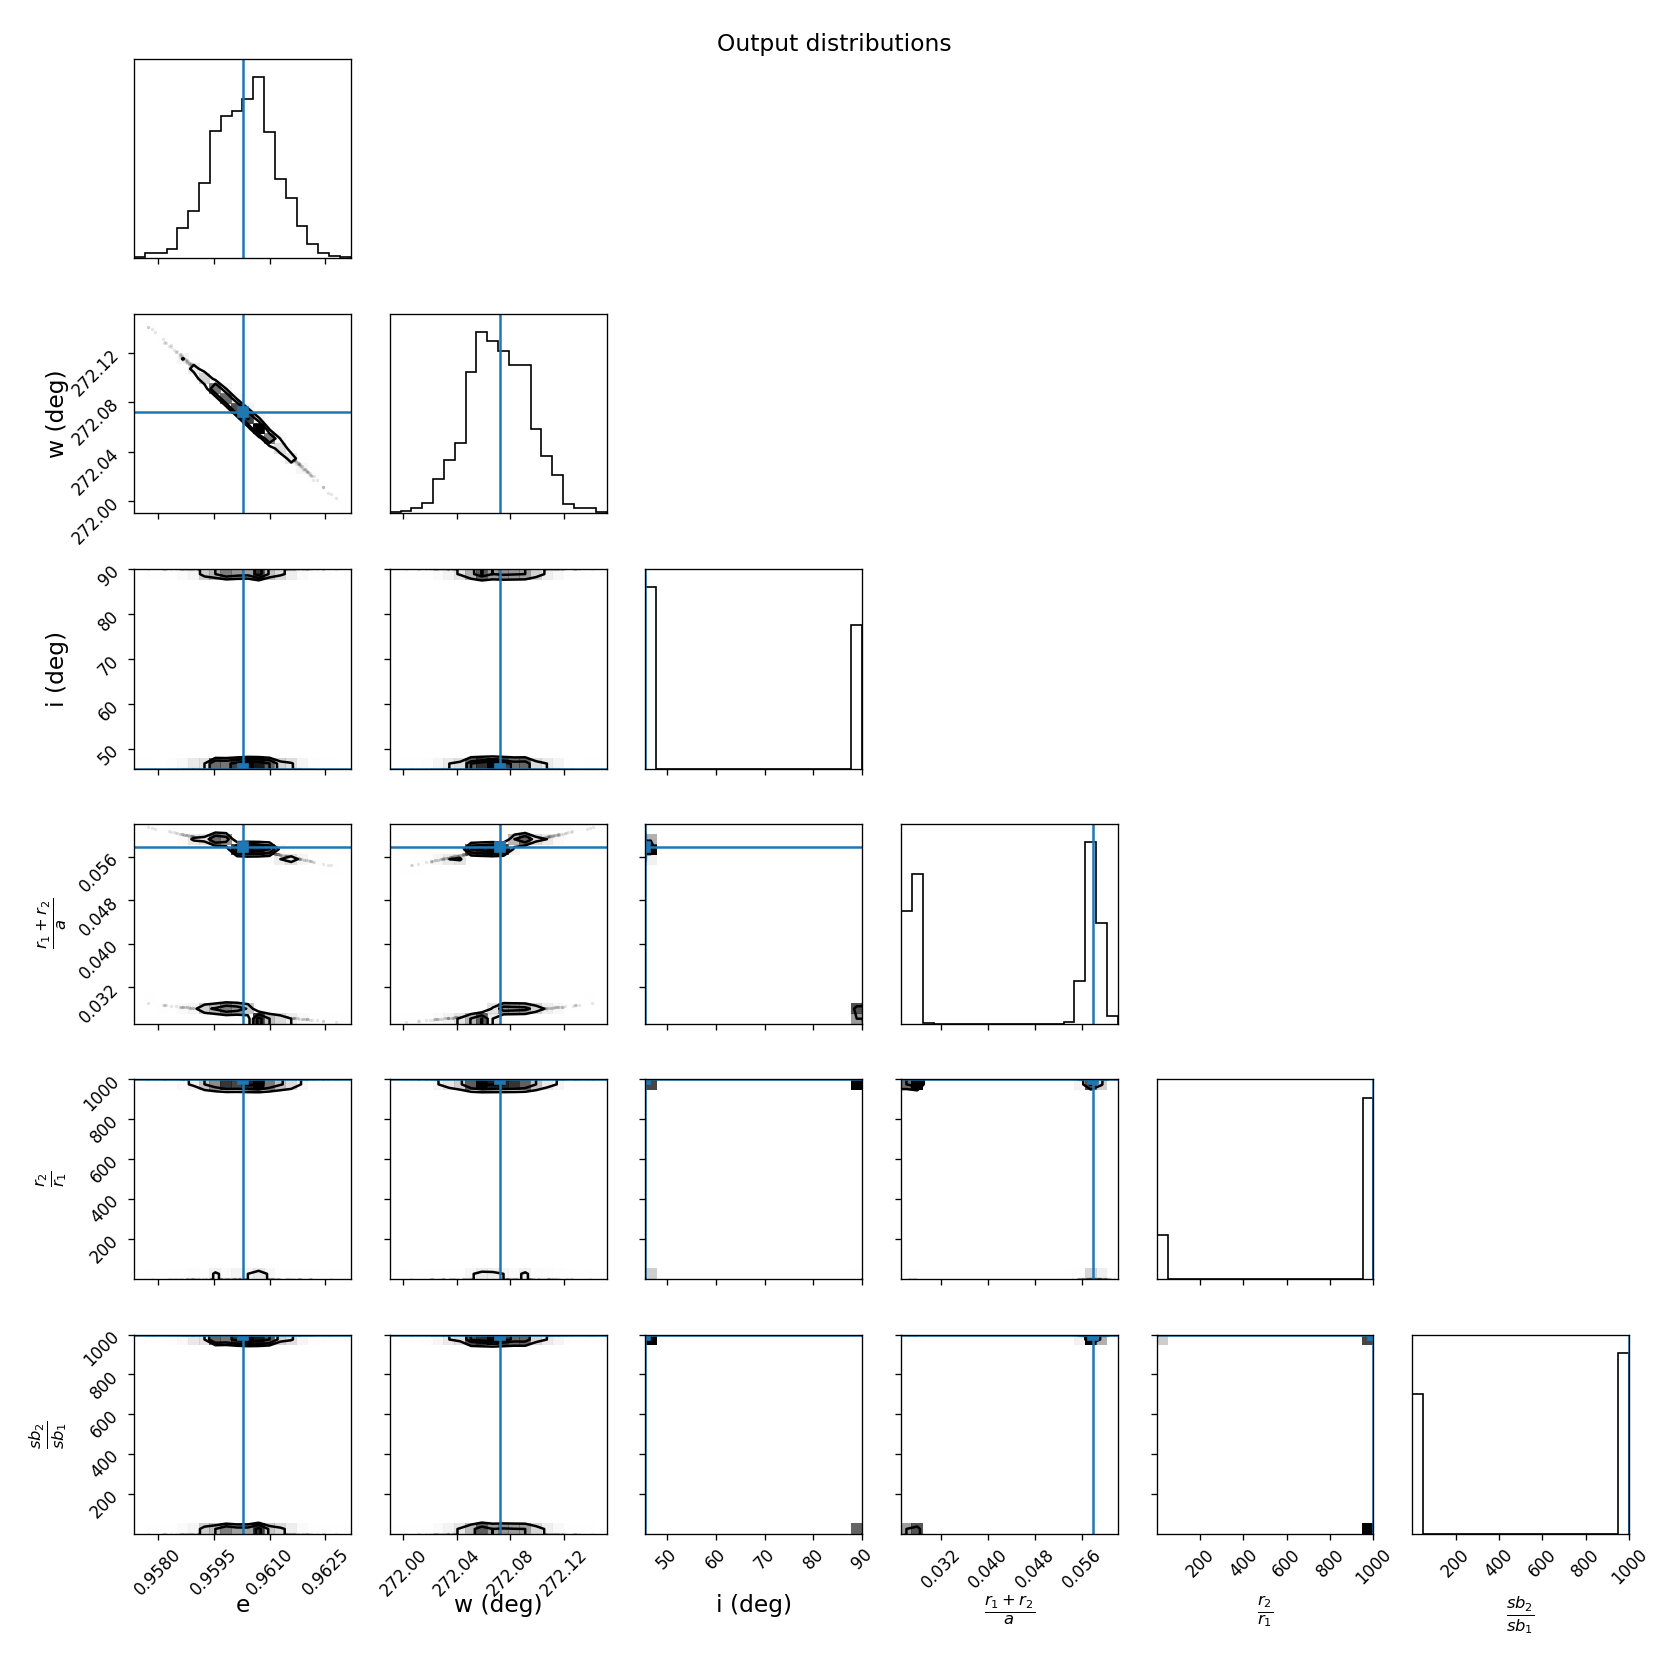 Output distributions
w (deg)
272.12
272.08
272.04
272.00
i (deg)
90
80
70
60
50
r₁ + r₂
a
0.056
0.048
0.040
0.032
r₂
r₁
1000
800
600
400
200
sb₂
sb₁
1000
800
600
400
200
0.9580 0.9595 0.9610 0.9625
272.00 272.04 272.08 272.12
50 60 70 80 90
0.032 0.040 0.048 0.056
200 400 600 800 1000
200 400 600 800 1000
e w (deg) i (deg)
r₁ + r₂
a
r₂
r₁
sb₂
sb₁